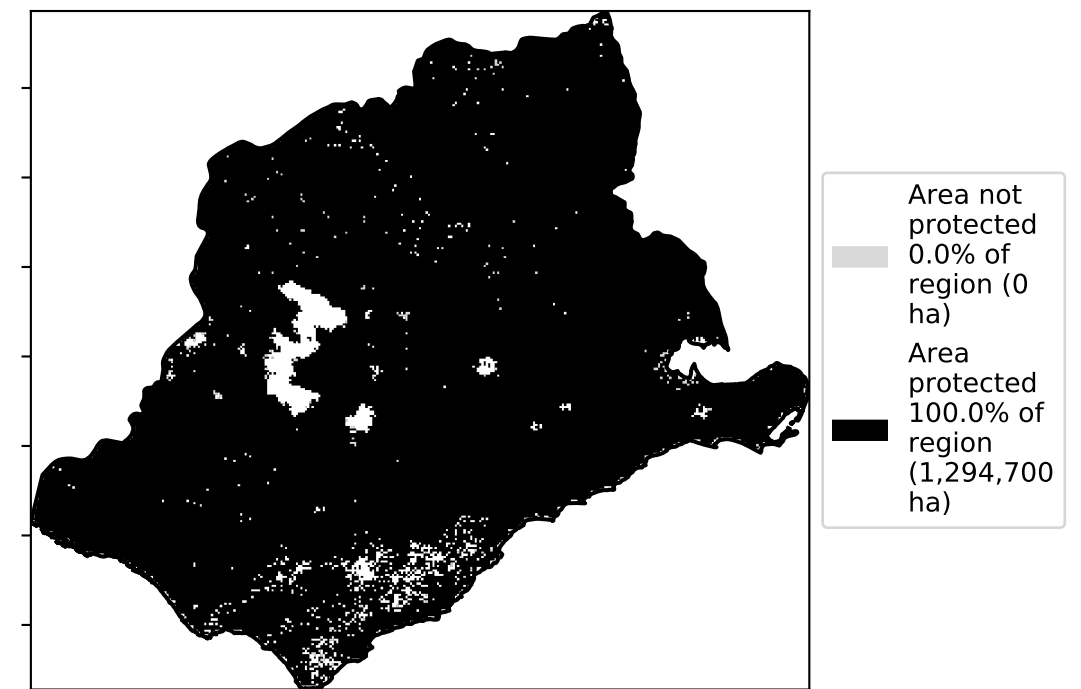 Area not
protected
0.0% of
region (0
ha)
Area
protected
100.0% of
region
(1,294,700
ha)